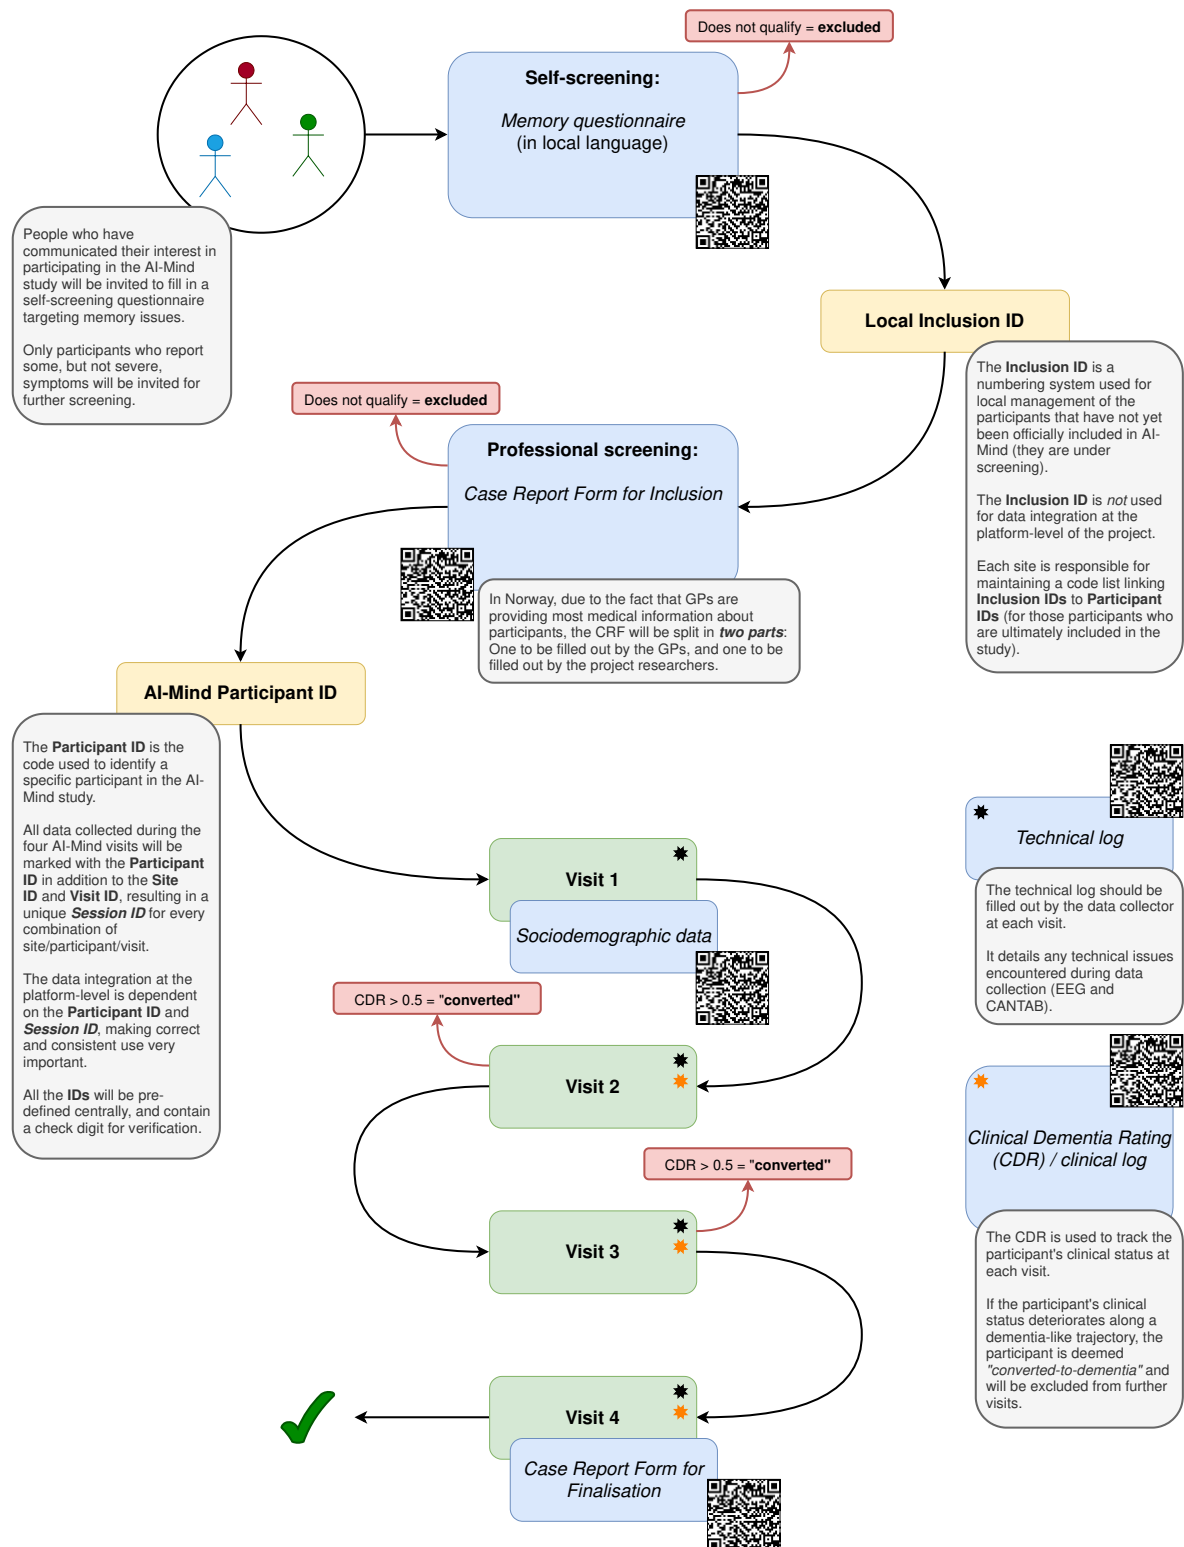 Does not qualify = excluded
Self-screening:
Memory questionnaire
(in local language)
People who have
communicated their interest in
participating in the AI-Mind
study will be invited to fill in a
self-screening questionnaire
targeting memory issues.
Only participants who report
some, but not severe,
symptoms will be invited for
further screening.
Local Inclusion ID
The Inclusion ID is a
numbering system used for
local management of the
participants that have not yet
been officially included in AI-
Mind (they are under
screening).
The Inclusion ID is not used
for data integration at the
platform-level of the project.
Each site is responsible for
maintaining a code list linking
Inclusion IDs to Participant
IDs (for those participants who
are ultimately included in the
study).
Does not qualify = excluded
Professional screening:
Case Report Form for Inclusion
In Norway, due to the fact that GPs are
providing most medical information about
participants, the CRF will be split in two parts:
One to be filled out by the GPs, and one to be
filled out by the project researchers.
AI-Mind Participant ID
The Participant ID is the
code used to identify a
specific participant in the AI-
Mind study.
All data collected during the
four AI-Mind visits will be
marked with the Participant
ID in addition to the Site
ID and Visit ID, resulting in a
unique Session ID for every
combination of
site/participant/visit.
The data integration at the
platform-level is dependent
on the Participant ID and
Session ID, making correct
and consistent use very
important.
All the IDs will be pre-
defined centrally, and contain
a check digit for verification.
Visit 1
Sociodemographic data
Technical log
The technical log should be
filled out by the data collector
at each visit.
It details any technical issues
encountered during data
collection (EEG and
CANTAB).
CDR > 0.5 = "converted"
Visit 2
Clinical Dementia Rating
(CDR) / clinical log
The CDR is used to track the
participant's clinical status at
each visit.
If the participant's clinical
status deteriorates along a
dementia-like trajectory, the
participant is deemed
"converted-to-dementia" and
will be excluded from further
visits.
CDR > 0.5 = "converted"
Visit 3
Visit 4
Case Report Form for
Finalisation